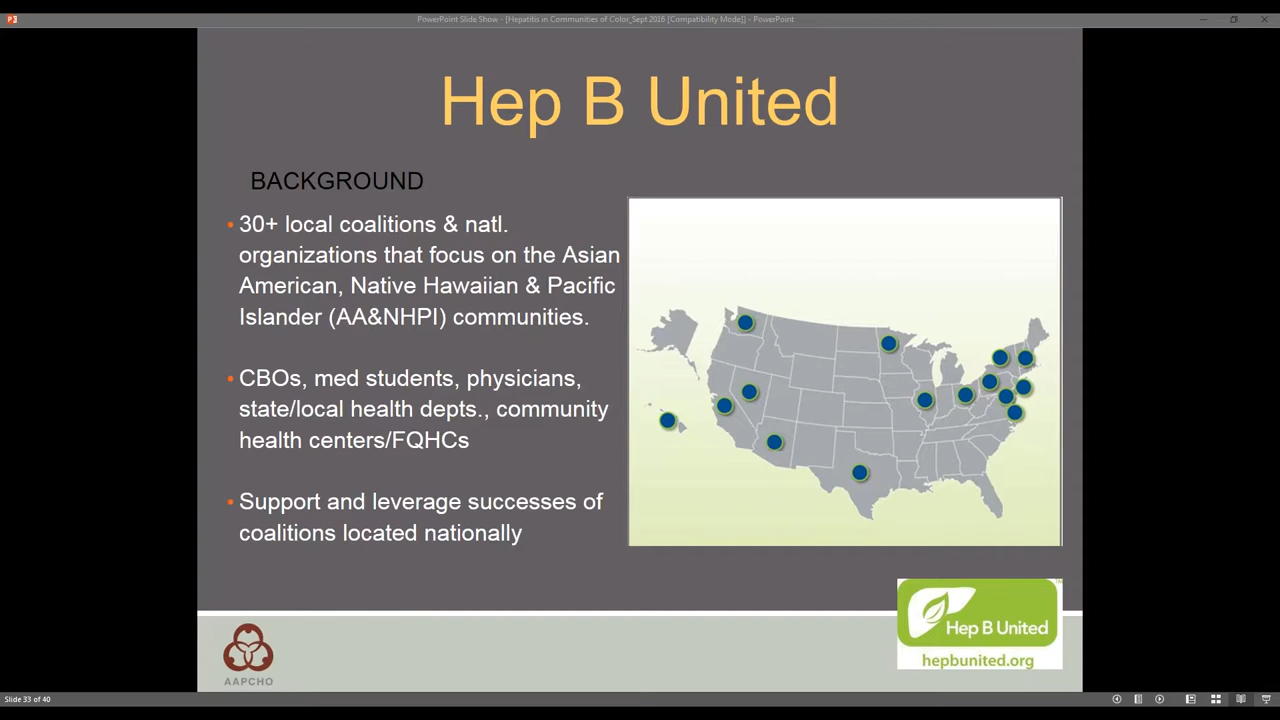 PowerPoint Slide Show - [Hepatitis in Communities of Color_Sept 2016 [Compatibility Mode]] - PowerPoint
Hep B United
BACKGROUND
• 30+ local coalitions & natl.
organizations that focus on the Asian
American, Native Hawaiian & Pacific
Islander (AA&NHPI) communities.
• CBOs, med students, physicians,
state/local health depts., community
health centers/FQHCs
• Support and leverage successes of
coalitions located nationally
Hep B United
hepbunited.org
AAPCHO
Slide 33 of 40